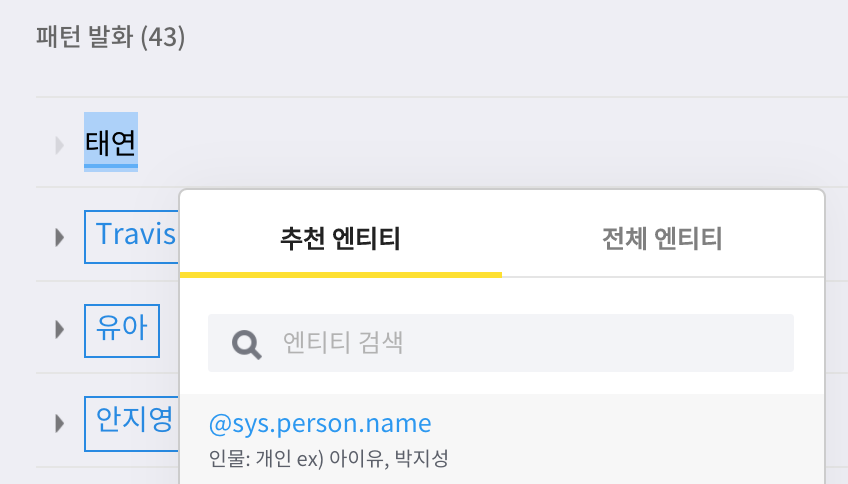 패턴 발화 (43)
태연
Travis
유아
안지영
추천 엔티티
전체 엔티티
엔티티 검색
@sys.person.name
인물: 개인 ex) 아이유, 박지성